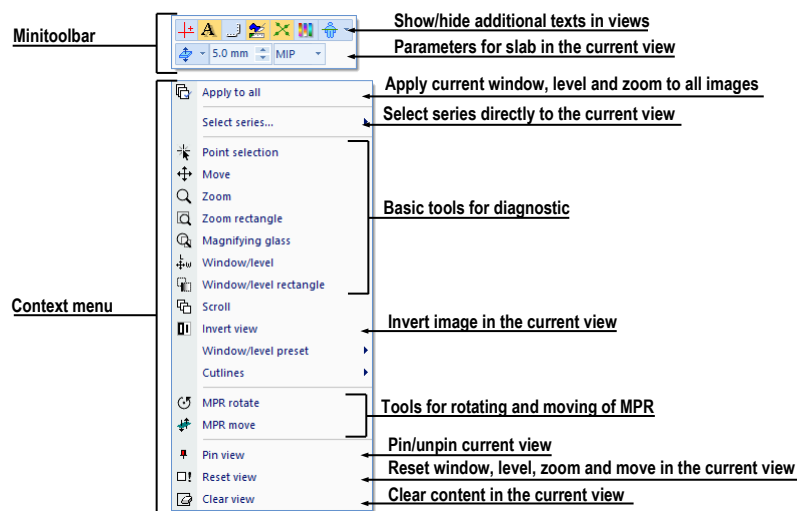 Show/hide additional texts in views
Minitoolbar
5.0 mm MIP
Parameters for slab in the current view
Apply to all
Apply current window, level and zoom to all images
Select series...
Select series directly to the current view
Point selection
Move
Zoom
Basic tools for diagnostic
Zoom rectangle
Magnifying glass
Window/level
Window/level rectangle
Context menu
Scroll
Invert view
Invert image in the current view
Window/level preset
Cutlines
MPR rotate
Tools for rotating and moving of MPR
MPR move
Pin view
Pin/unpin current view
Reset view
Reset window, level, zoom and move in the current view
Clear view
Clear content in the current view